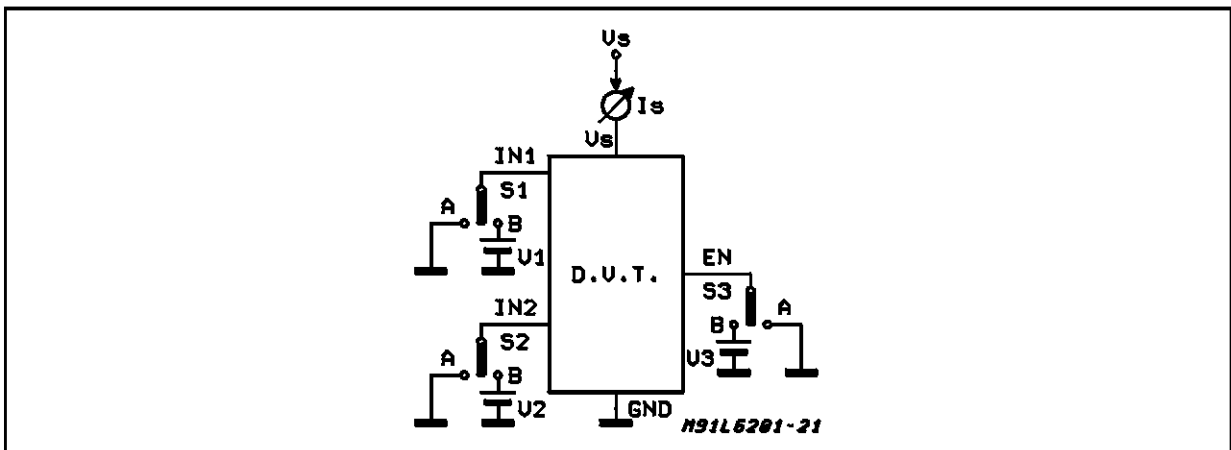 Vs
Is
Vs
IN1
S1
A
B
V1
D.U.T.
EN
S3
A
B
V3
IN2
S2
A
B
V2
GND
M91L6201-21